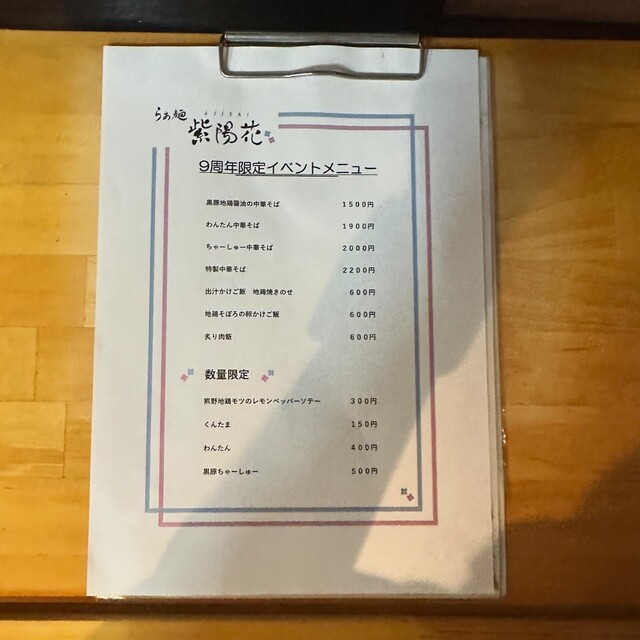 らぁ麺
AJISAI
紫陽花
9周年限定イベントメニュー
黒豚地鶏醤油の中華そば 1500円
わんたん中華そば 1900円
ちゃーしゅー中華そば 2000円
特製中華そば 2200円
出汁かけご飯 地鶏焼きのせ 600円
地鶏そぼろの卵かけご飯 600円
炙り肉飯 600円
数量限定
熊野地鶏モツのレモンペッパーソテー 300円
くんたま 150円
わんたん 400円
黒豚ちゃーしゅー 500円